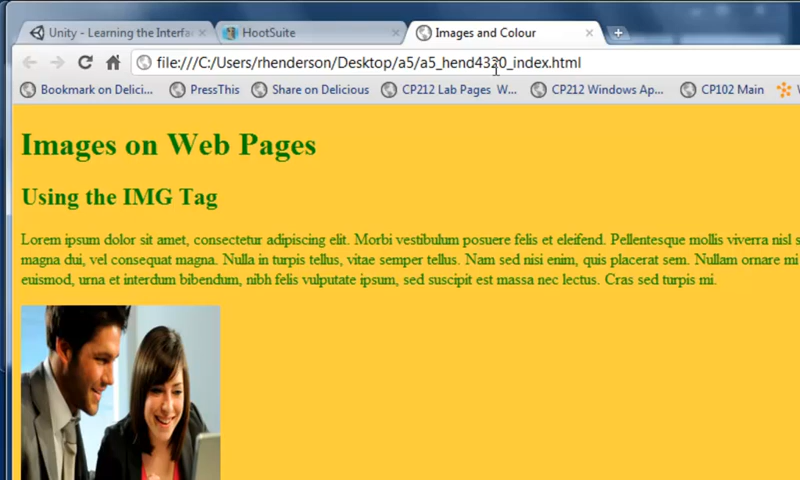 Unity - Learning the Interfa
HootSuite
Images and Colour
file:///C:/Users/rhenderson/Desktop/a5/a5_hend4320_index.html
Bookmark on Delici...
PressThis
Share on Delicious
CP212 Lab Pages W...
CP212 Windows Ap...
CP102 Main
Images on Web Pages
Using the IMG Tag
Lorem ipsum dolor sit amet, consectetur adipiscing elit. Morbi vestibulum posuere felis et eleifend. Pellentesque mollis viverra nisl s
magna dui, vel consequat magna. Nulla in turpis tellus, vitae semper tellus. Nam sed nisi enim, quis placerat sem. Nullam ornare mi
euismod, urna et interdum bibendum, nibh felis vulputate ipsum, sed suscipit est massa nec lectus. Cras sed turpis mi.